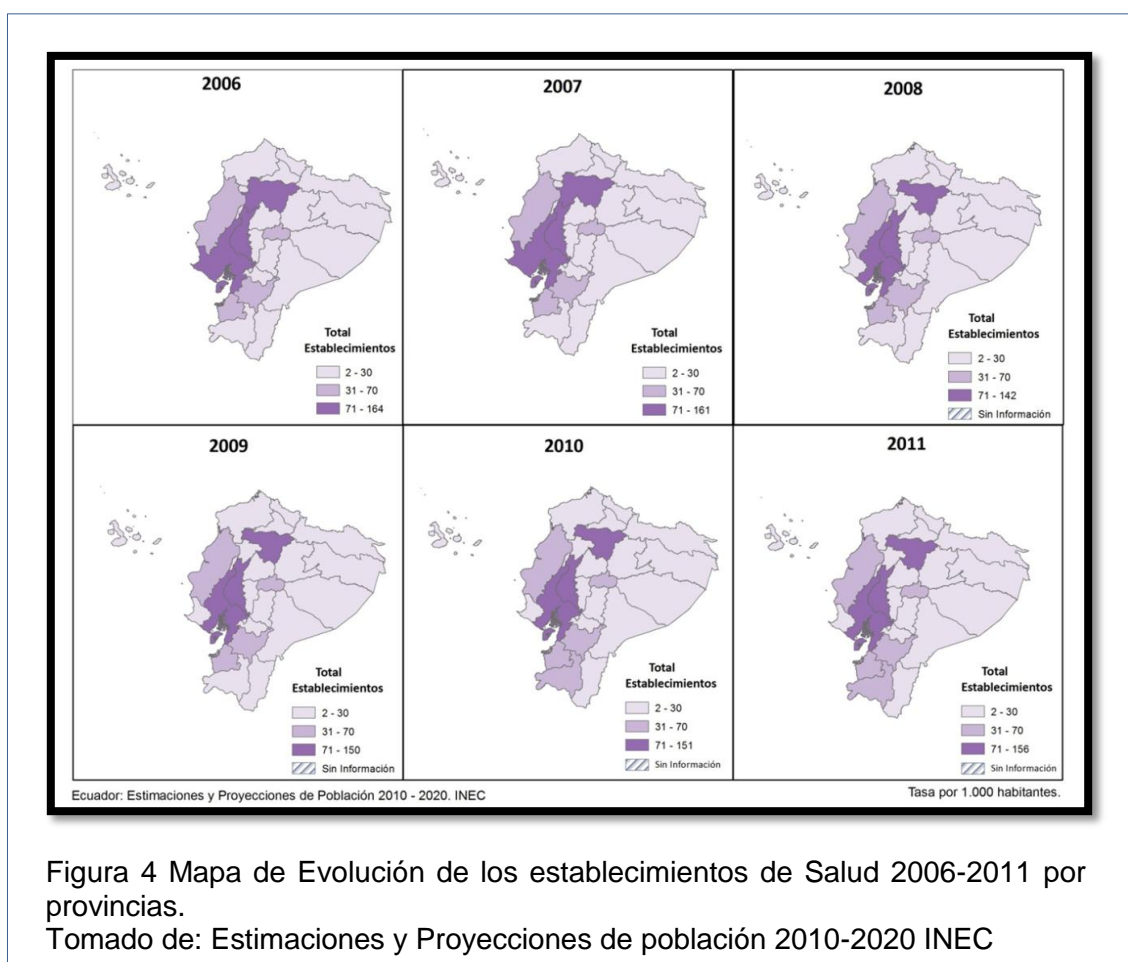 2006
Total
Establecimientos
2 - 30
31 - 70
71 - 164
2007
Total
Establecimientos
2 - 30
31 - 70
71 - 161
2008
Total
Establecimientos
2 - 30
31 - 70
71 - 142
Sin Información
2009
Total
Establecimientos
2 - 30
31 - 70
71 - 150
Sin Información
2010
Total
Establecimientos
2 - 30
31 - 70
71 - 151
Sin Información
2011
Total
Establecimientos
2 - 30
31 - 70
71 - 156
Sin Información
Ecuador: Estimaciones y Proyecciones de Población 2010 - 2020. INEC
Tasa por 1.000 habitantes.
Figura 4 Mapa de Evolución de los establecimientos de Salud 2006-2011 por
provincias.
Tomado de: Estimaciones y Proyecciones de población 2010-2020 INEC